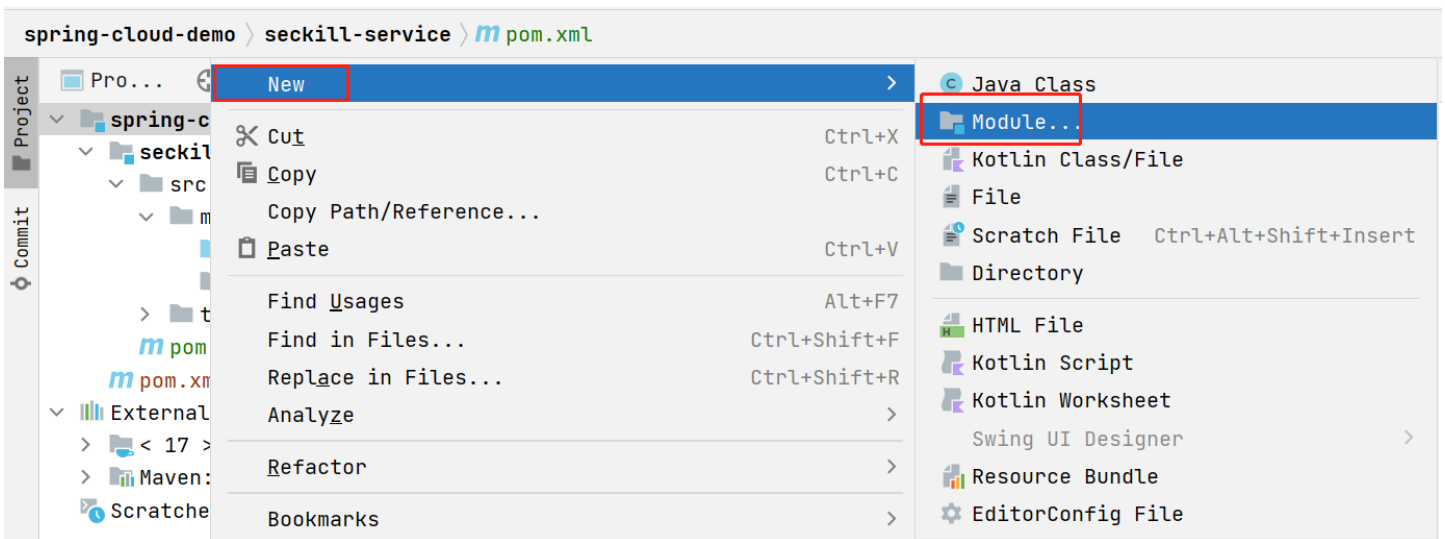 spring-cloud-demo 〉 seckill-service 〉 m pom.xml
Project
Commit
Pro...
spring-c
seckil
src
m
t
m pom
m pom.xm
External
< 17 >
Maven:
Scratche
New
Cut Ctrl+X
Copy Ctrl+C
Copy Path/Reference...
Paste Ctrl+V
Find Usages Alt+F7
Find in Files... Ctrl+Shift+F
Replace in Files... Ctrl+Shift+R
Analyze
Refactor
Bookmarks
C Java Class
Module...
Kotlin Class/File
File
Scratch File Ctrl+Alt+Shift+Insert
Directory
H HTML File
Kotlin Script
Kotlin Worksheet
Swing UI Designer
Resource Bundle
EditorConfig File